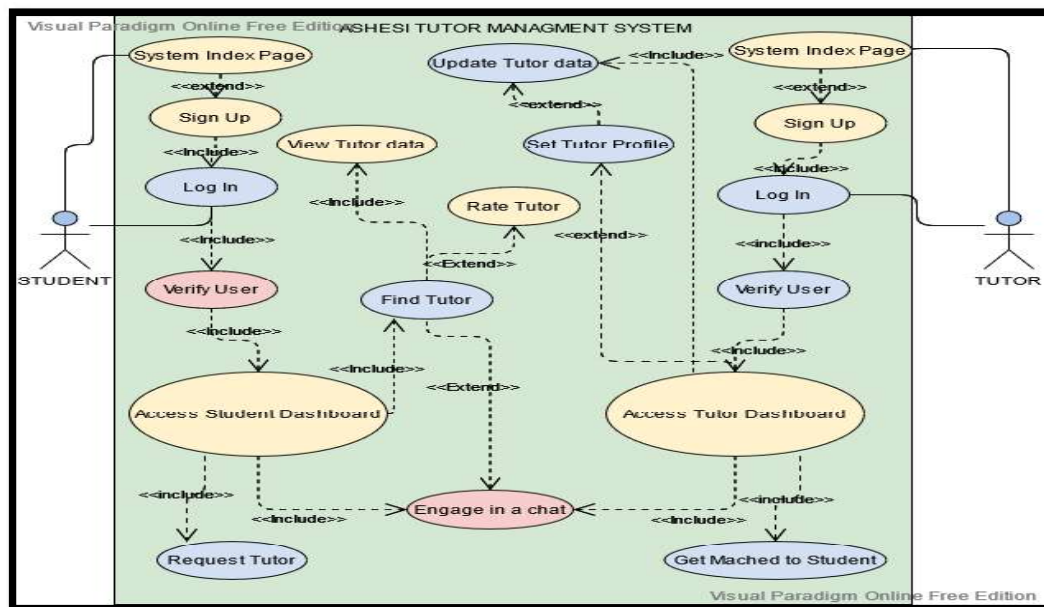 Visual Paradigm Online Free Edition
ASHESI TUTOR MANAGMENT SYSTEM
System Index Page
<<extend>>
Sign Up
<<Include>>
Log In
<<Include>>
Verify User
<<Include>>
Access Student Dashboard
<<include>>
Request Tutor
<<Include>>
STUDENT
Update Tutor data
<<Include>>
<<extend>>
View Tutor data
Set Tutor Profile
<<Include>>
Rate Tutor
<<extend>>
<<Extend>>
Find Tutor
<<Include>>
<<Extend>>
Engage in a chat
System Index Page
<<extend>>
Sign Up
<<Include>>
Log In
<<include>>
Verify User
<<Include>>
Access Tutor Dashboard
<<include>>
<<Include>>
Get Mached to Student
TUTOR
Visual Paradigm Online Free Edition